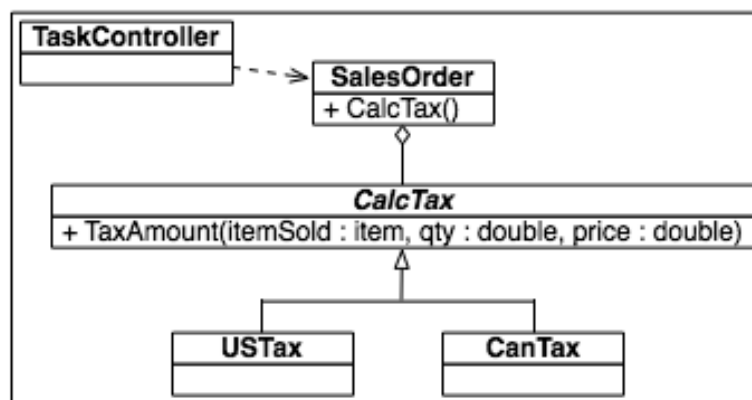 TaskController
SalesOrder
+ CalcTax()
CalcTax
+ TaxAmount(itemSold : item, qty : double, price : double)
USTax
CanTax